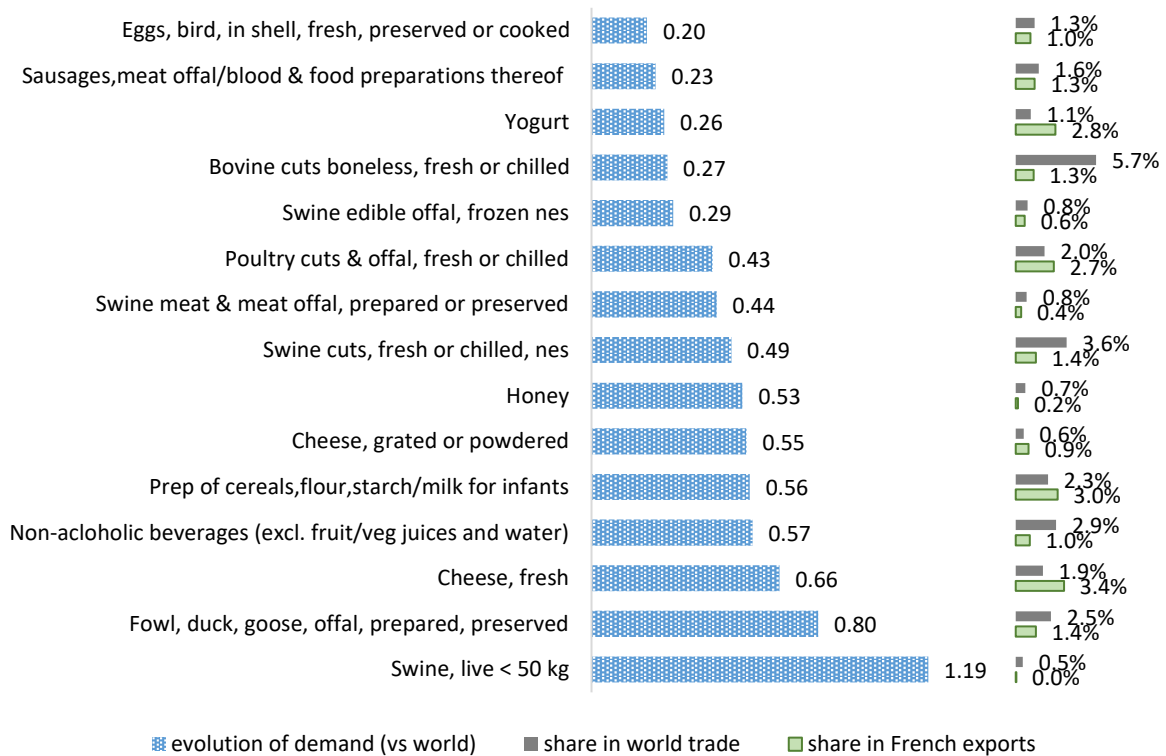 Eggs, bird, in shell, fresh, preserved or cooked 0.20 1.3% 1.0%
Sausages,meat offal/blood & food preparations thereof 0.23 1.6% 1.3%
Yogurt 0.26 1.1% 2.8%
Bovine cuts boneless, fresh or chilled 0.27 5.7% 1.3%
Swine edible offal, frozen nes 0.29 0.8% 0.6%
Poultry cuts & offal, fresh or chilled 0.43 2.0% 2.7%
Swine meat & meat offal, prepared or preserved 0.44 0.8% 0.4%
Swine cuts, fresh or chilled, nes 0.49 3.6% 1.4%
Honey 0.53 0.7% 0.2%
Cheese, grated or powdered 0.55 0.6% 0.9%
Prep of cereals,flour,starch/milk for infants 0.56 2.3% 3.0%
Non-acloholic beverages (excl. fruit/veg juices and water) 0.57 2.9% 1.0%
Cheese, fresh 0.66 1.9% 3.4%
Fowl, duck, goose, offal, prepared, preserved 0.80 2.5% 1.4%
Swine, live < 50 kg 1.19 0.5% 0.0%
evolution of demand (vs world) share in world trade share in French exports